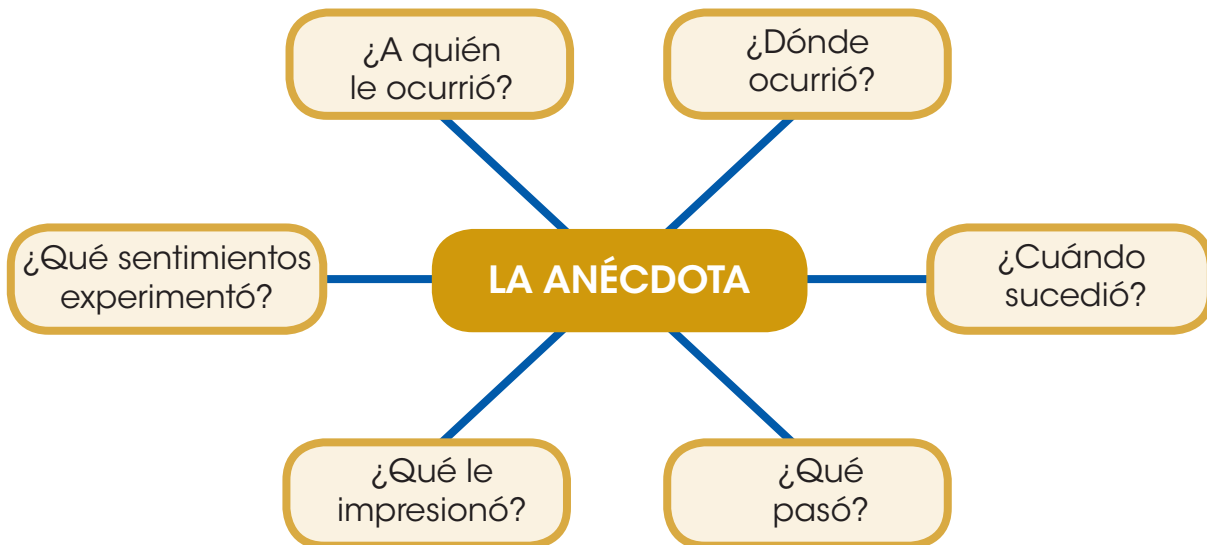 ¿A quién
le ocurrió?
¿Dónde
ocurrió?
¿Qué sentimientos
experimentó?
LA ANÉCDOTA
¿Cuándo
sucedió?
¿Qué le
impresionó?
¿Qué
pasó?